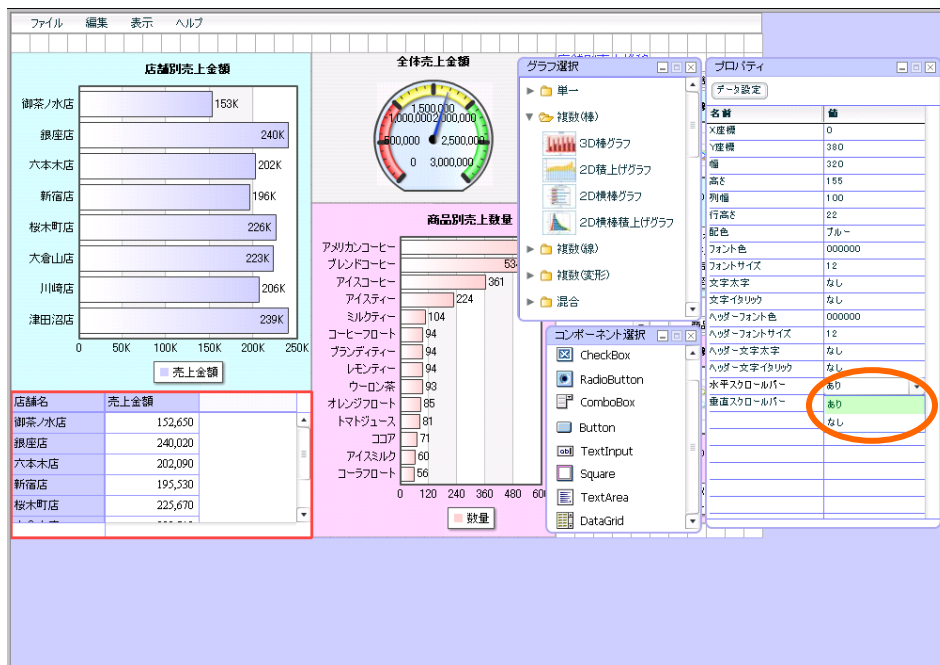 ファイル 編集 表示 ヘルプ
店舗別売上金額
御茶ノ水店 153K
銀座店 240K
六本木店 202K
新宿店 196K
桜木町店 226K
大倉山店 223K
川崎店 206K
津田沼店 239K
0 50K 100K 150K 200K 250K
売上金額
全体売上金額
0
500,000
1,000,000
1,500,000
2,000,000
2,500,000
3,000,000
商品別売上数量
アメリカンコーヒー
ブレンドコーヒー
アイスコーヒー 361
アイスティー 224
ミルクティー 104
コーヒーフロート 94
ブランディティー 94
レモンティー 94
ウーロン茶 93
オレンジフロート 85
トマトジュース 81
ココア 71
アイスミルク 60
コーラフロート 56
0 120 240 360 480
数量
店舗名 売上金額
御茶ノ水店 152,650
銀座店 240,020
六本木店 202,090
新宿店 195,530
桜木町店 225,670
グラフ選択
単一
複数(棒)
3D棒グラフ
2D積上げグラフ
2D横棒グラフ
2D横棒積上げグラフ
複数(線)
複数(変形)
混合
コンポーネント選択
CheckBox
RadioButton
ComboBox
Button
TextInput
Square
TextArea
DataGrid
プロパティ
データ設定
名前 値
X座標 0
Y座標 380
幅 320
高さ 155
列幅 100
行高さ 22
配色 ブルー
フォント色 000000
フォントサイズ 12
文字太字 なし
文字イタリック なし
ヘッダーフォント色 000000
ヘッダーフォントサイズ 12
ヘッダー文字太字 なし
ヘッダー文字イタリック なし
水平スクロールバー あり
垂直スクロールバー あり
なし